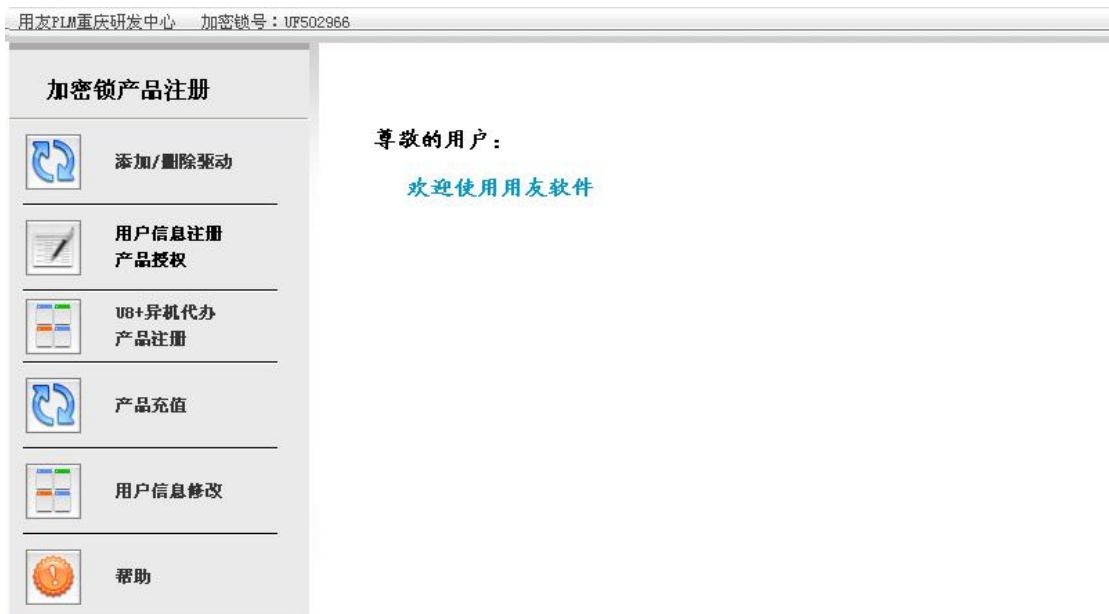 用友PLM重庆研发中心 加密锁号：UF502966
加密锁产品注册
添加/删除驱动
用户信息注册
产品授权
U8+异机代办
产品注册
产品充值
用户信息修改
帮助
尊敬的用户：
欢迎使用用友软件